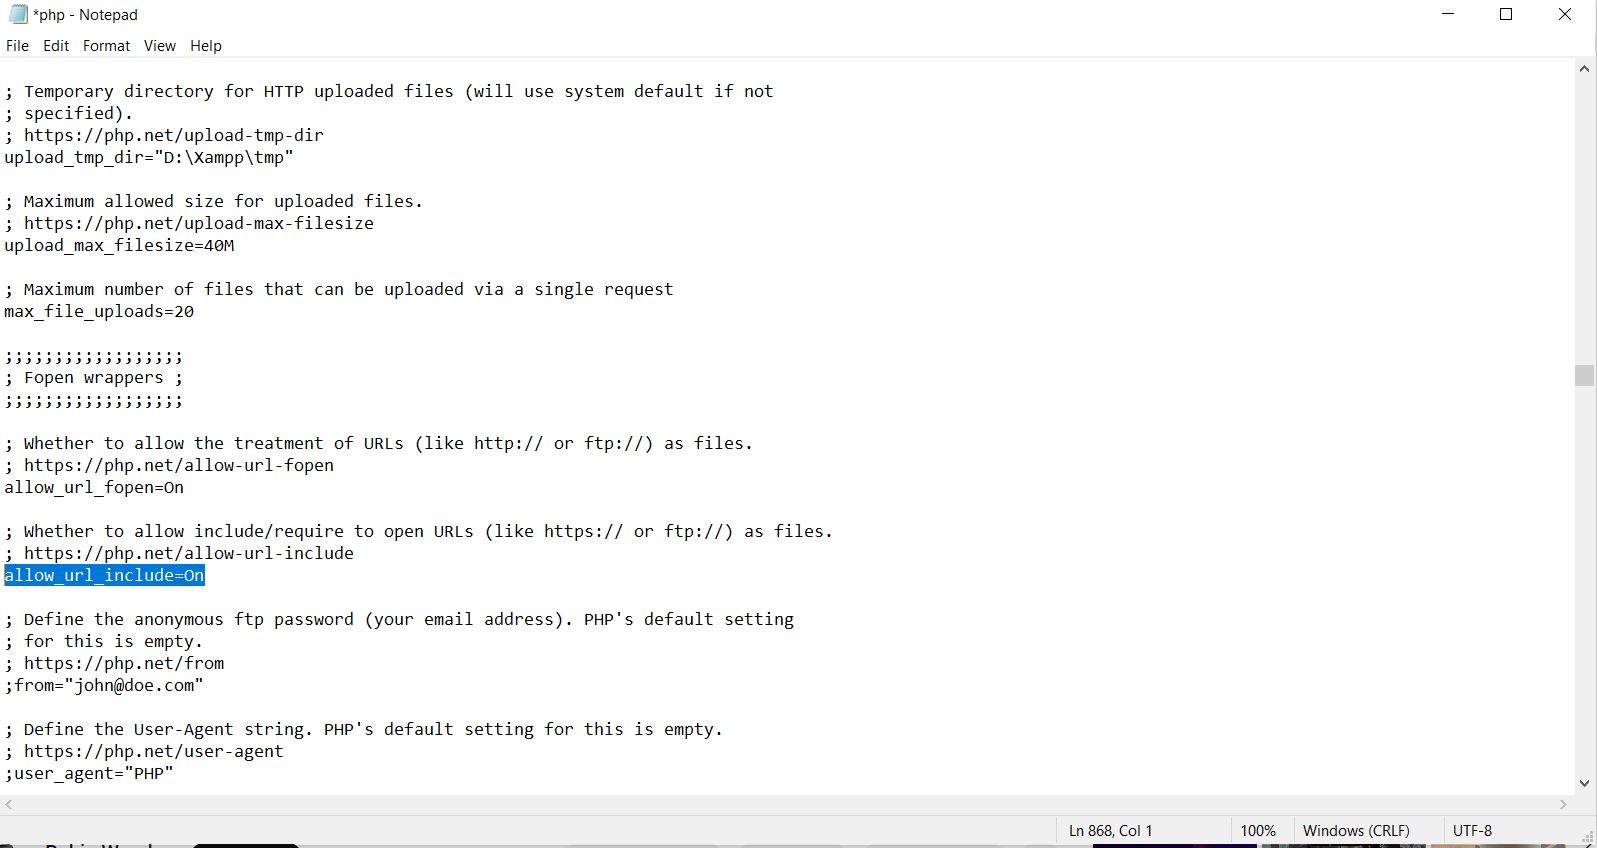 *php - Notepad
File Edit Format View Help
; Temporary directory for HTTP uploaded files (will use system default if not
; specified).
; https://php.net/upload-tmp-dir
upload_tmp_dir="D:\Xampp\tmp"
; Maximum allowed size for uploaded files.
; https://php.net/upload-max-filesize
upload_max_filesize=40M
; Maximum number of files that can be uploaded via a single request
max_file_uploads=20
;;;;;;;;;;;;;;;;;;
; Fopen wrappers ;
;;;;;;;;;;;;;;;;;;
; Whether to allow the treatment of URLs (like http:// or ftp://) as files.
; https://php.net/allow-url-fopen
allow_url_fopen=On
; Whether to allow include/require to open URLs (like https:// or ftp://) as files.
; https://php.net/allow-url-include
allow_url_include=On
; Define the anonymous ftp password (your email address). PHP's default setting
; for this is empty.
; https://php.net/from
;from="john@doe.com"
; Define the User-Agent string. PHP's default setting for this is empty.
; https://php.net/user-agent
;user_agent="PHP"
Ln 868, Col 1 100% Windows (CRLF) UTF-8